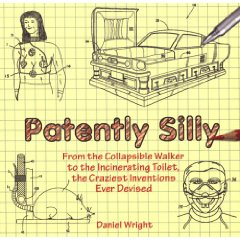 Patently Silly
From the Collapsible Walker
to the Incinerating Toilet,
the Craziest Inventions
Ever Devised
Daniel Wright